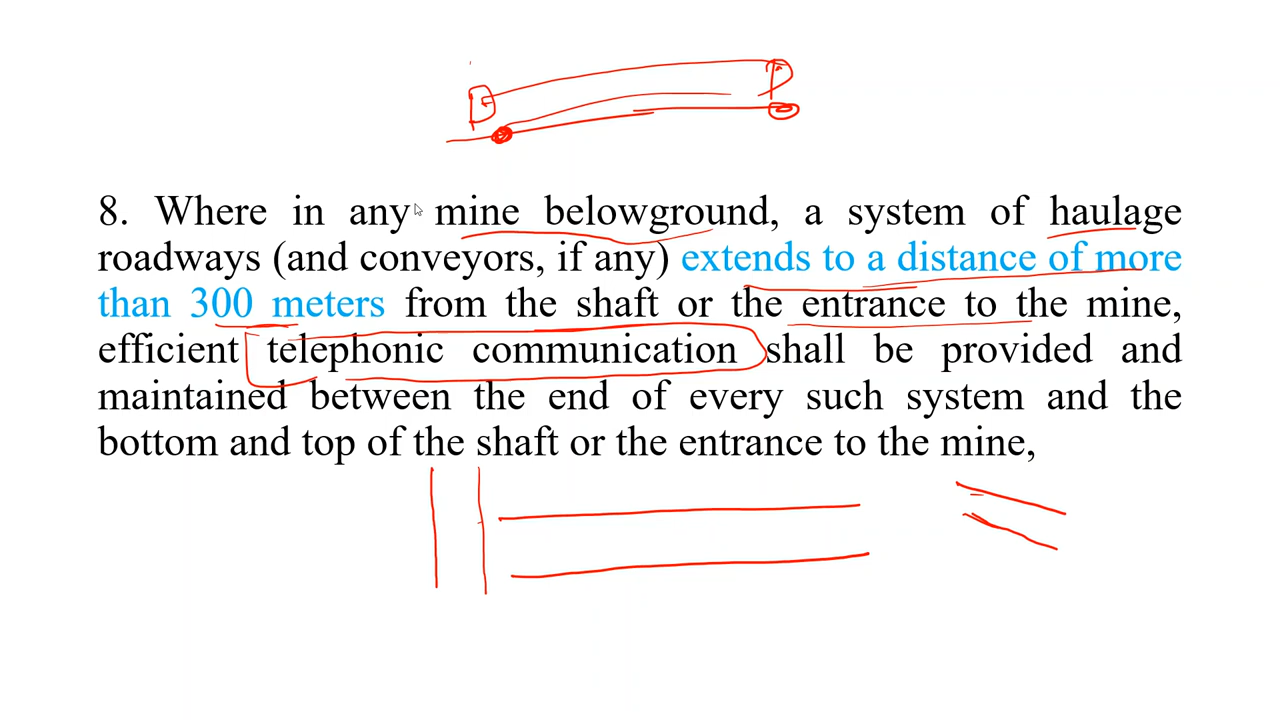 8. Where in any mine belowground, a system of haulage
roadways (and conveyors, if any) extends to a distance of more
than 300 meters from the shaft or the entrance to the mine,
efficient telephonic communication shall be provided and
maintained between the end of every such system and the
bottom and top of the shaft or the entrance to the mine,